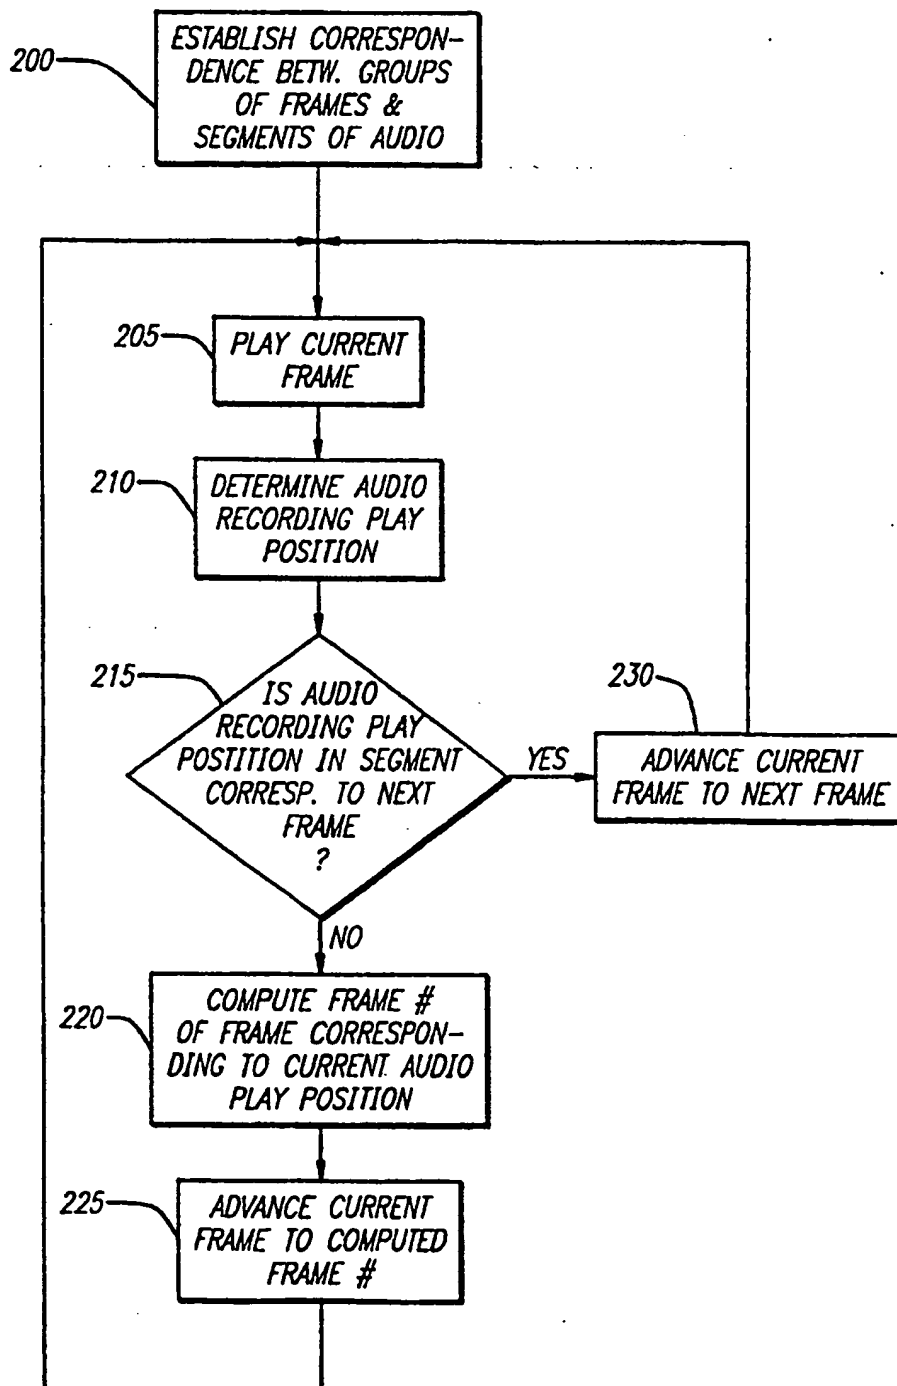 200
ESTABLISH CORRESPON-
DENCE BETW. GROUPS
OF FRAMES &
SEGMENTS OF AUDIO
205
PLAY CURRENT
FRAME
210
DETERMINE AUDIO
RECORDING PLAY
POSITION
215
IS AUDIO
RECORDING PLAY
POSTITION IN SEGMENT
CORRESP. TO NEXT
FRAME
?
YES
230
ADVANCE CURRENT
FRAME TO NEXT FRAME
NO
220
COMPUTE FRAME #
OF FRAME CORRESPON-
DING TO CURRENT AUDIO
PLAY POSITION
225
ADVANCE CURRENT
FRAME TO COMPUTED
FRAME #